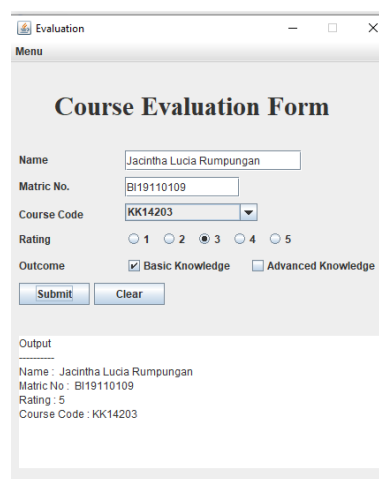 Evaluation
Menu
Course Evaluation Form
Name Jacintha Lucia Rumpungan
Matric No. BI19110109
Course Code KK14203
Rating 1 2 3 4 5
Outcome Basic Knowledge Advanced Knowledge
Submit Clear
Output
----------
Name : Jacintha Lucia Rumpungan
Matric No : BI19110109
Rating : 5
Course Code : KK14203